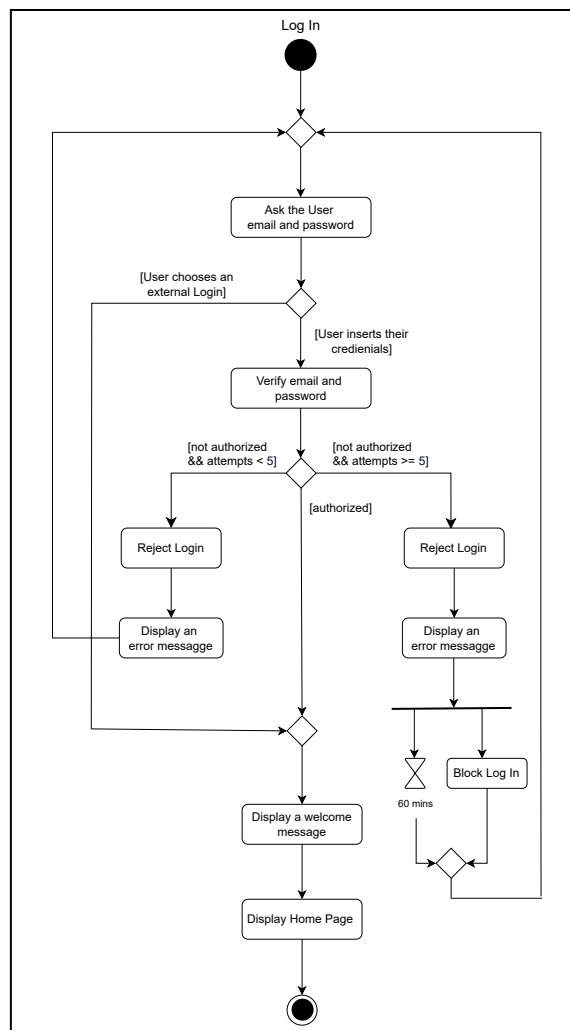 Log In
Ask the User
email and password
[User chooses an
external Login]
[User inserts their
credienials]
Verify email and
password
[not authorized
&& attempts < 5]
[not authorized
&& attempts >= 5]
[authorized]
Reject Login
Reject Login
Display an
error messagge
Display an
error messagge
Block Log In
60 mins
Display a welcome
message
Display Home Page